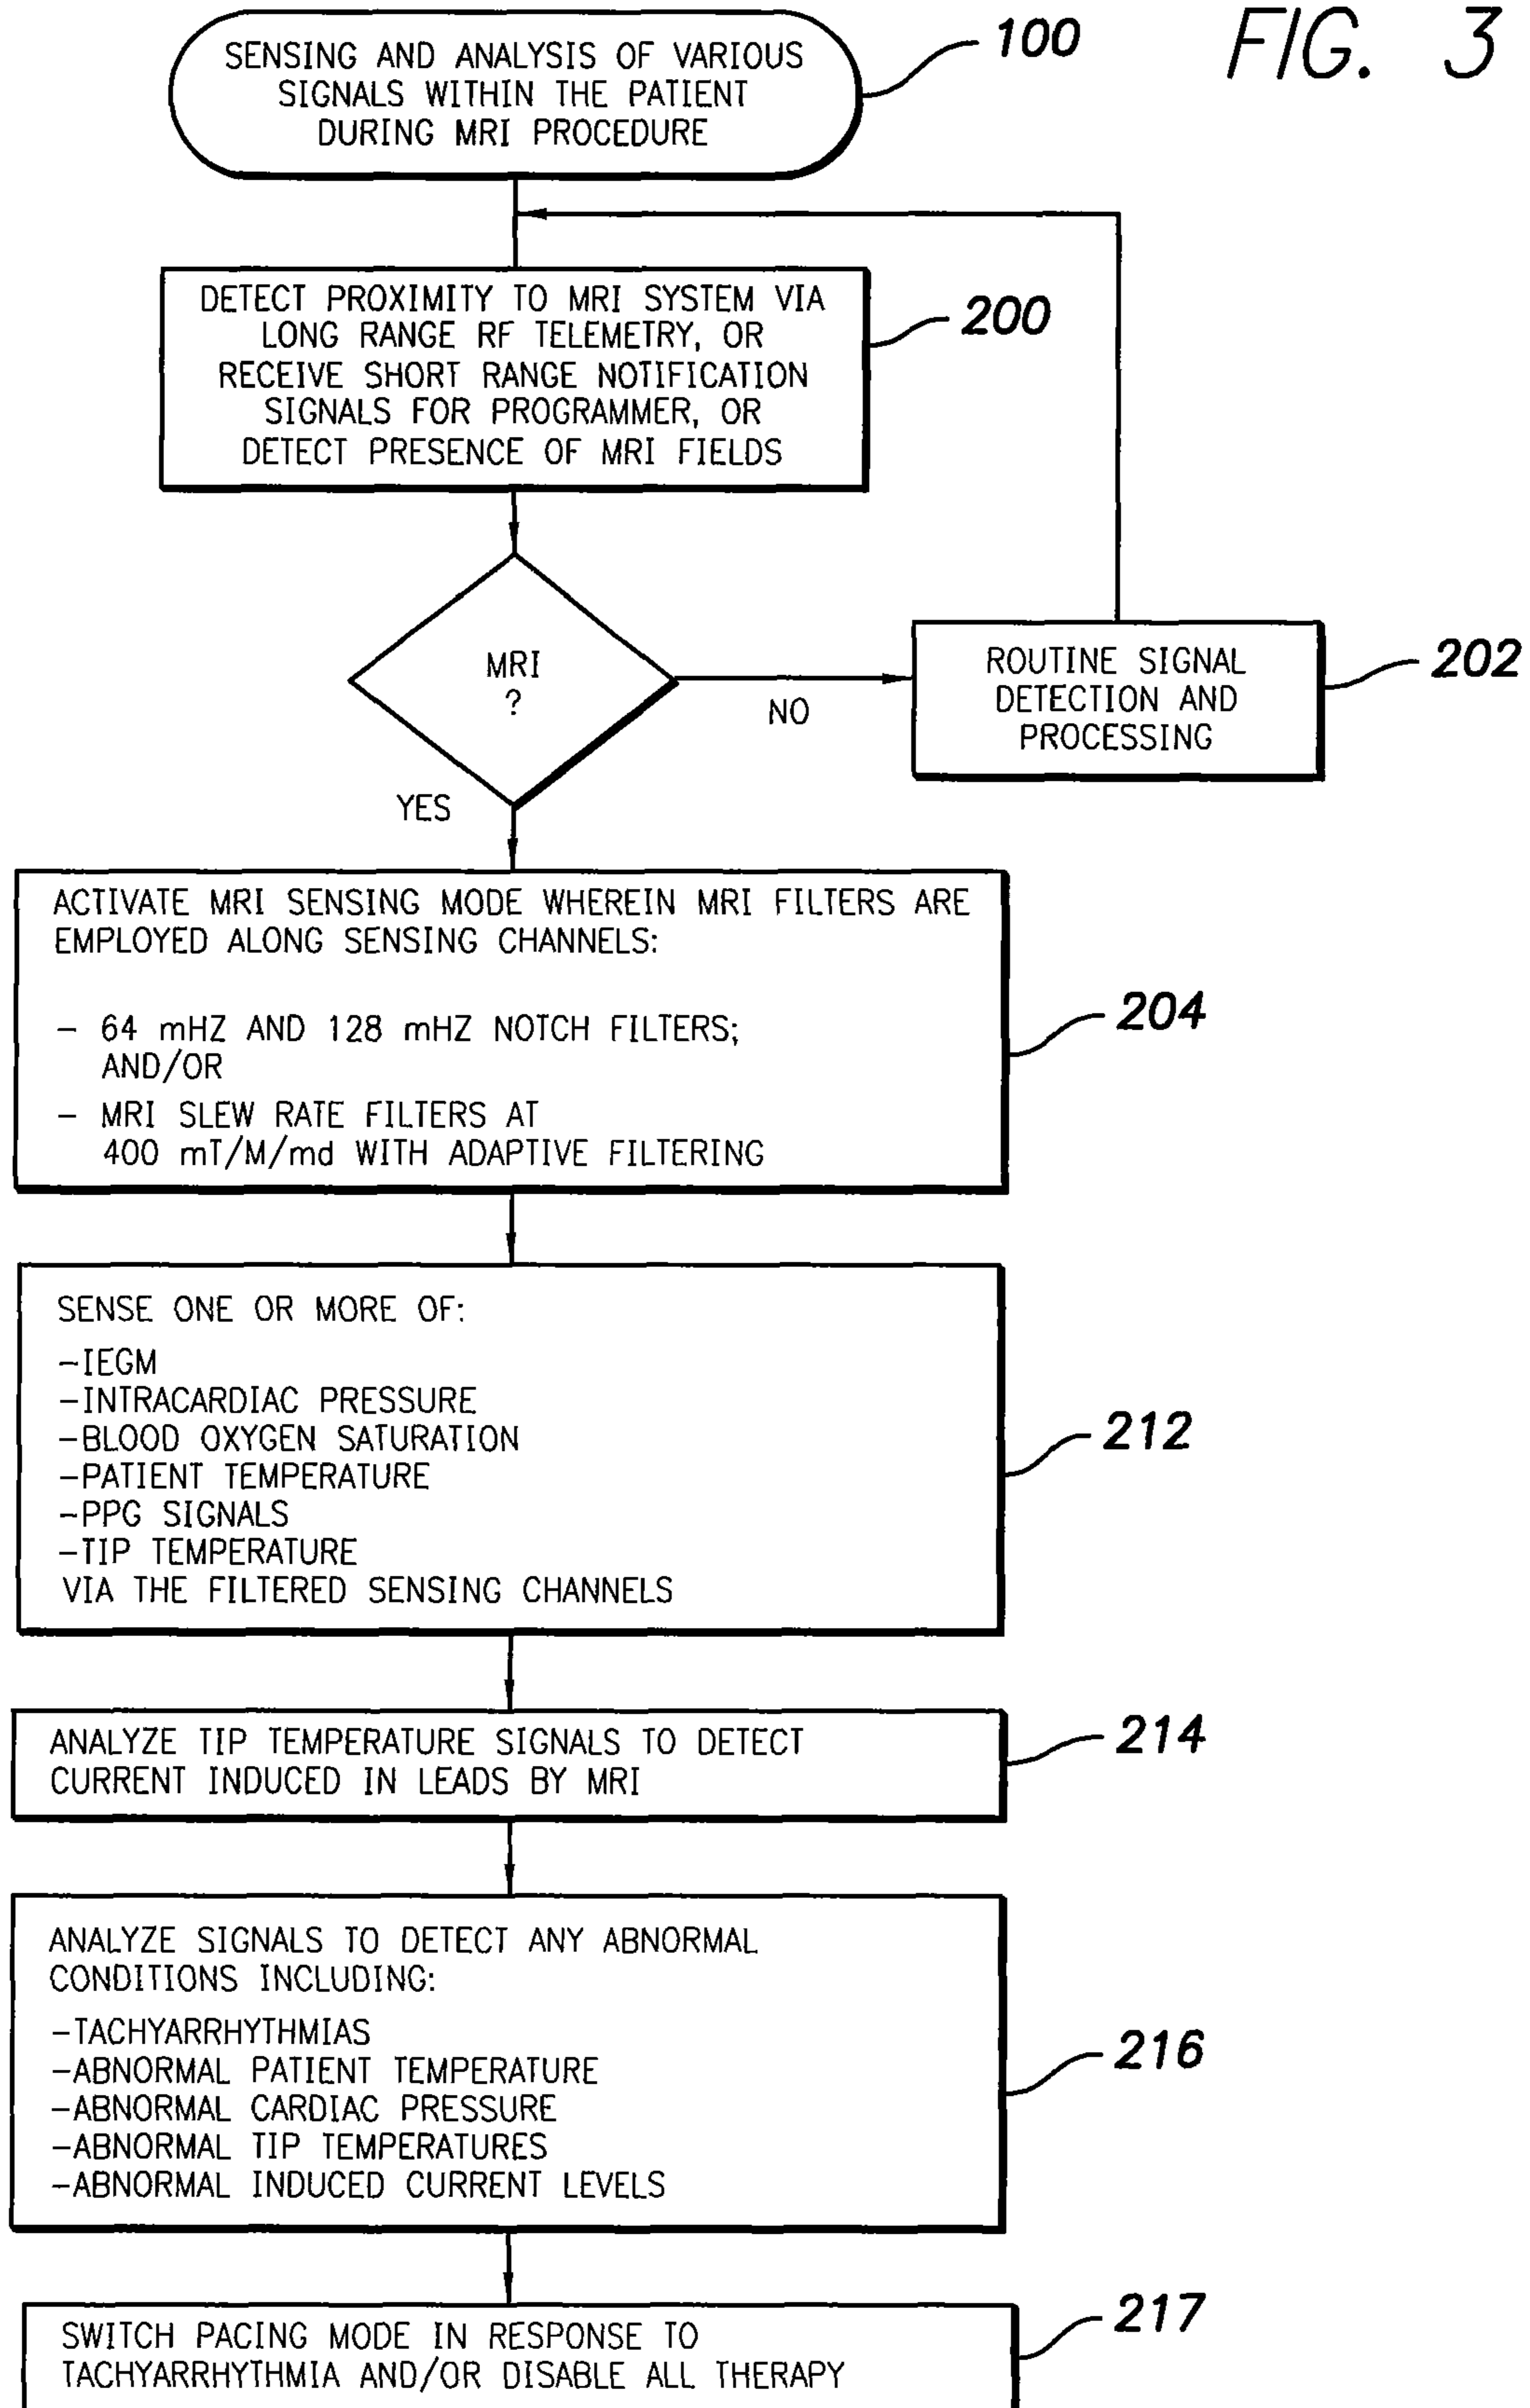 FIG. 3
SENSING AND ANALYSIS OF VARIOUS
SIGNALS WITHIN THE PATIENT
DURING MRI PROCEDURE
100
DETECT PROXIMITY TO MRI SYSTEM VIA
LONG RANGE RF TELEMETRY, OR
RECEIVE SHORT RANGE NOTIFICATION
SIGNALS FOR PROGRAMMER, OR
DETECT PRESENCE OF MRI FIELDS
200
MRI
?
NO
ROUTINE SIGNAL
DETECTION AND
PROCESSING
202
YES
ACTIVATE MRI SENSING MODE WHEREIN MRI FILTERS ARE
EMPLOYED ALONG SENSING CHANNELS:
- 64 mHZ AND 128 mHZ NOTCH FILTERS;
AND/OR
- MRI SLEW RATE FILTERS AT
400 mT/M/md WITH ADAPTIVE FILTERING
204
SENSE ONE OR MORE OF:
-IEGM
-INTRACARDIAC PRESSURE
-BLOOD OXYGEN SATURATION
-PATIENT TEMPERATURE
-PPG SIGNALS
-TIP TEMPERATURE
VIA THE FILTERED SENSING CHANNELS
212
ANALYZE TIP TEMPERATURE SIGNALS TO DETECT
CURRENT INDUCED IN LEADS BY MRI
214
ANALYZE SIGNALS TO DETECT ANY ABNORMAL
CONDITIONS INCLUDING:
-TACHYARRHYTHMIAS
-ABNORMAL PATIENT TEMPERATURE
-ABNORMAL CARDIAC PRESSURE
-ABNORMAL TIP TEMPERATURES
-ABNORMAL INDUCED CURRENT LEVELS
216
SWITCH PACING MODE IN RESPONSE TO
TACHYARRHYTHMIA AND/OR DISABLE ALL THERAPY
217